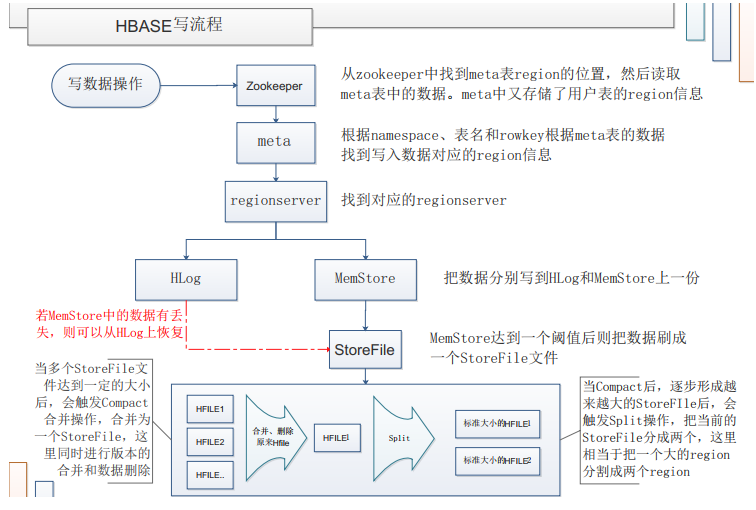 HBASE写流程
写数据操作
Zookeeper
从zookeeper中找到meta表region的位置，然后读取
meta表中的数据。meta中又存储了用户表的region信息
meta
根据namespace、表名和rowkey根据meta表的数据
找到写入数据对应的region信息
regionserver
找到对应的regionserver
HLog
MemStore
把数据分别写到HLog和MemStore上一份
若MemStore中的数据有丢
失，则可以从HLog上恢复
StoreFile
MemStore达到一个阈值后则把数据刷成
一个StoreFile文件
当多个StoreFile文
件达到一定的大小
后，会触发Compact
合并操作，合并为
一个StoreFile，这
里同时进行版本的
合并和数据删除
HFILE1
HFILE2
HFILE..
合并、删除
原来Hfile
HFILE1
Split
标准大小的HFILE1
标准大小的HFILE2
当Compact后，逐步形成越
来越大的StoreFIle后，会
触发Split操作，把当前的
StoreFile分成两个，这里
相当于把一个大的region
分割成两个region